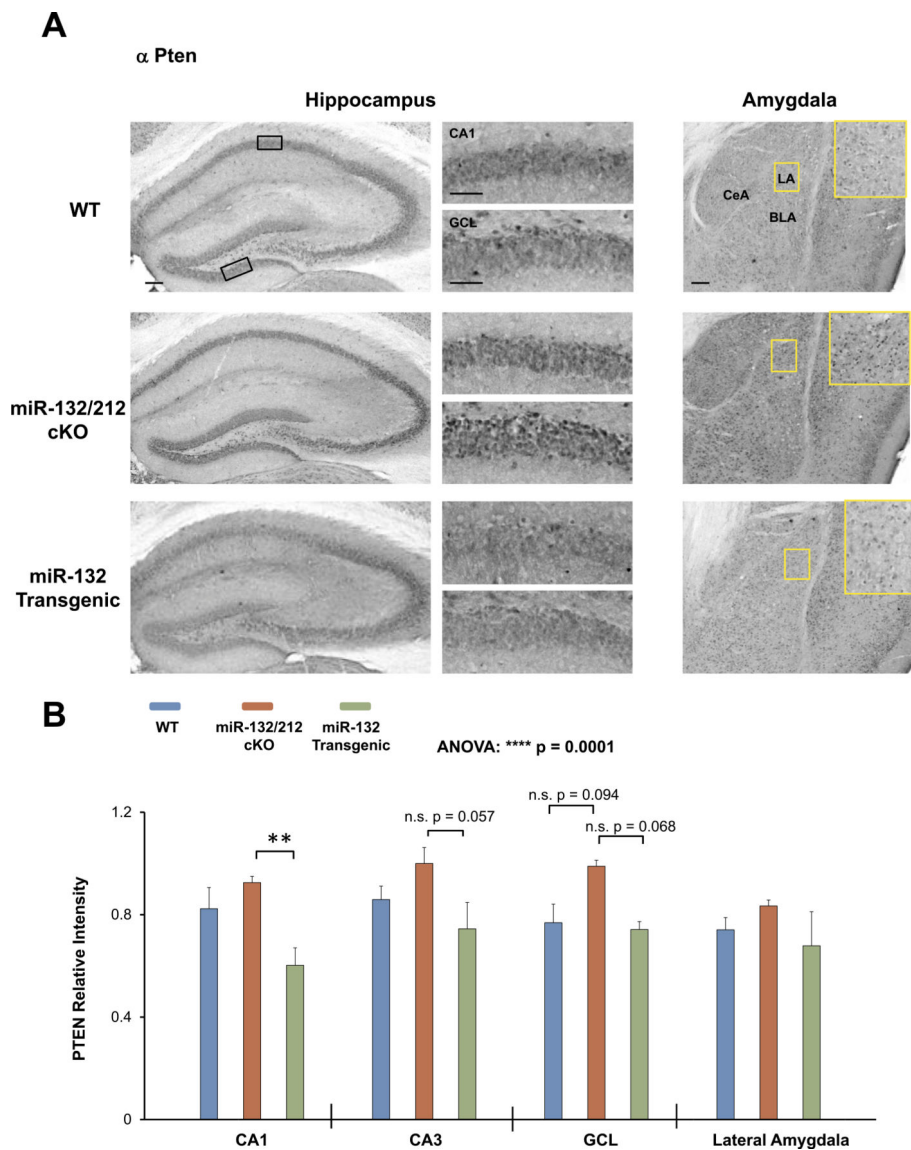 A
α Pten
Hippocampus
Amygdala
WT
CA1
GCL
CeA
LA
BLA
miR-132/212
cKO
miR-132
Transgenic
B
WT
miR-132/212
cKO
miR-132
Transgenic
ANOVA: **** p = 0.0001
PTEN Relative Intensity
1.2
0.8
0.4
0
**
n.s. p = 0.057
n.s. p = 0.094
n.s. p = 0.068
CA1
CA3
GCL
Lateral Amygdala